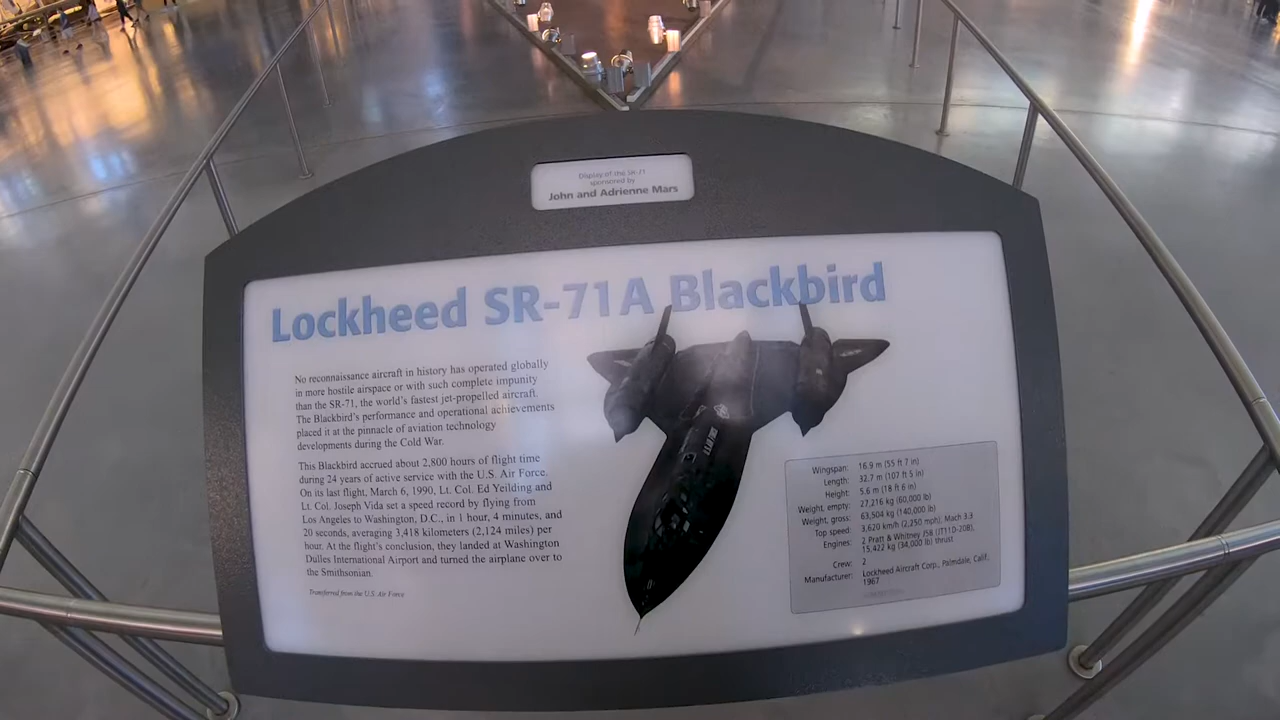 Display of the SR-71
sponsored by
John and Adrienne Mars
Lockheed SR-71A Blackbird
No reconnaissance aircraft in history has operated globally
in more hostile airspace or with such complete impunity
than the SR-71, the world's fastest jet-propelled aircraft.
The Blackbird's performance and operational achievements
placed it at the pinnacle of aviation technology
developments during the Cold War.
This Blackbird accrued about 2,800 hours of flight time
during 24 years of active service with the U.S. Air Force.
On its last flight, March 6, 1990, Lt. Col. Ed Yeilding and
Lt. Col. Joseph Vida set a speed record by flying from
Los Angeles to Washington, D.C., in 1 hour, 4 minutes, and
20 seconds, averaging 3,418 kilometers (2,124 miles) per
hour. At the flight's conclusion, they landed at Washington
Dulles International Airport and turned the airplane over to
the Smithsonian.
Transferred from the U.S. Air Force
Wingspan: 16.9 m (55 ft 7 in)
Length: 32.7 m (107 ft 5 in)
Height: 5.6 m (18 ft 6 in)
Weight, empty: 27,216 kg (60,000 lb)
Weight, gross: 63,504 kg (140,000 lb)
Top speed: 3,620 km/h (2,250 mph), Mach 3.3
Engines: 2 Pratt & Whitney J58 (JT11D-20B),
15,422 kg (34,000 lb) thrust
Crew: 2
Manufacturer: Lockheed Aircraft Corp., Palmdale, Calif.,
1967